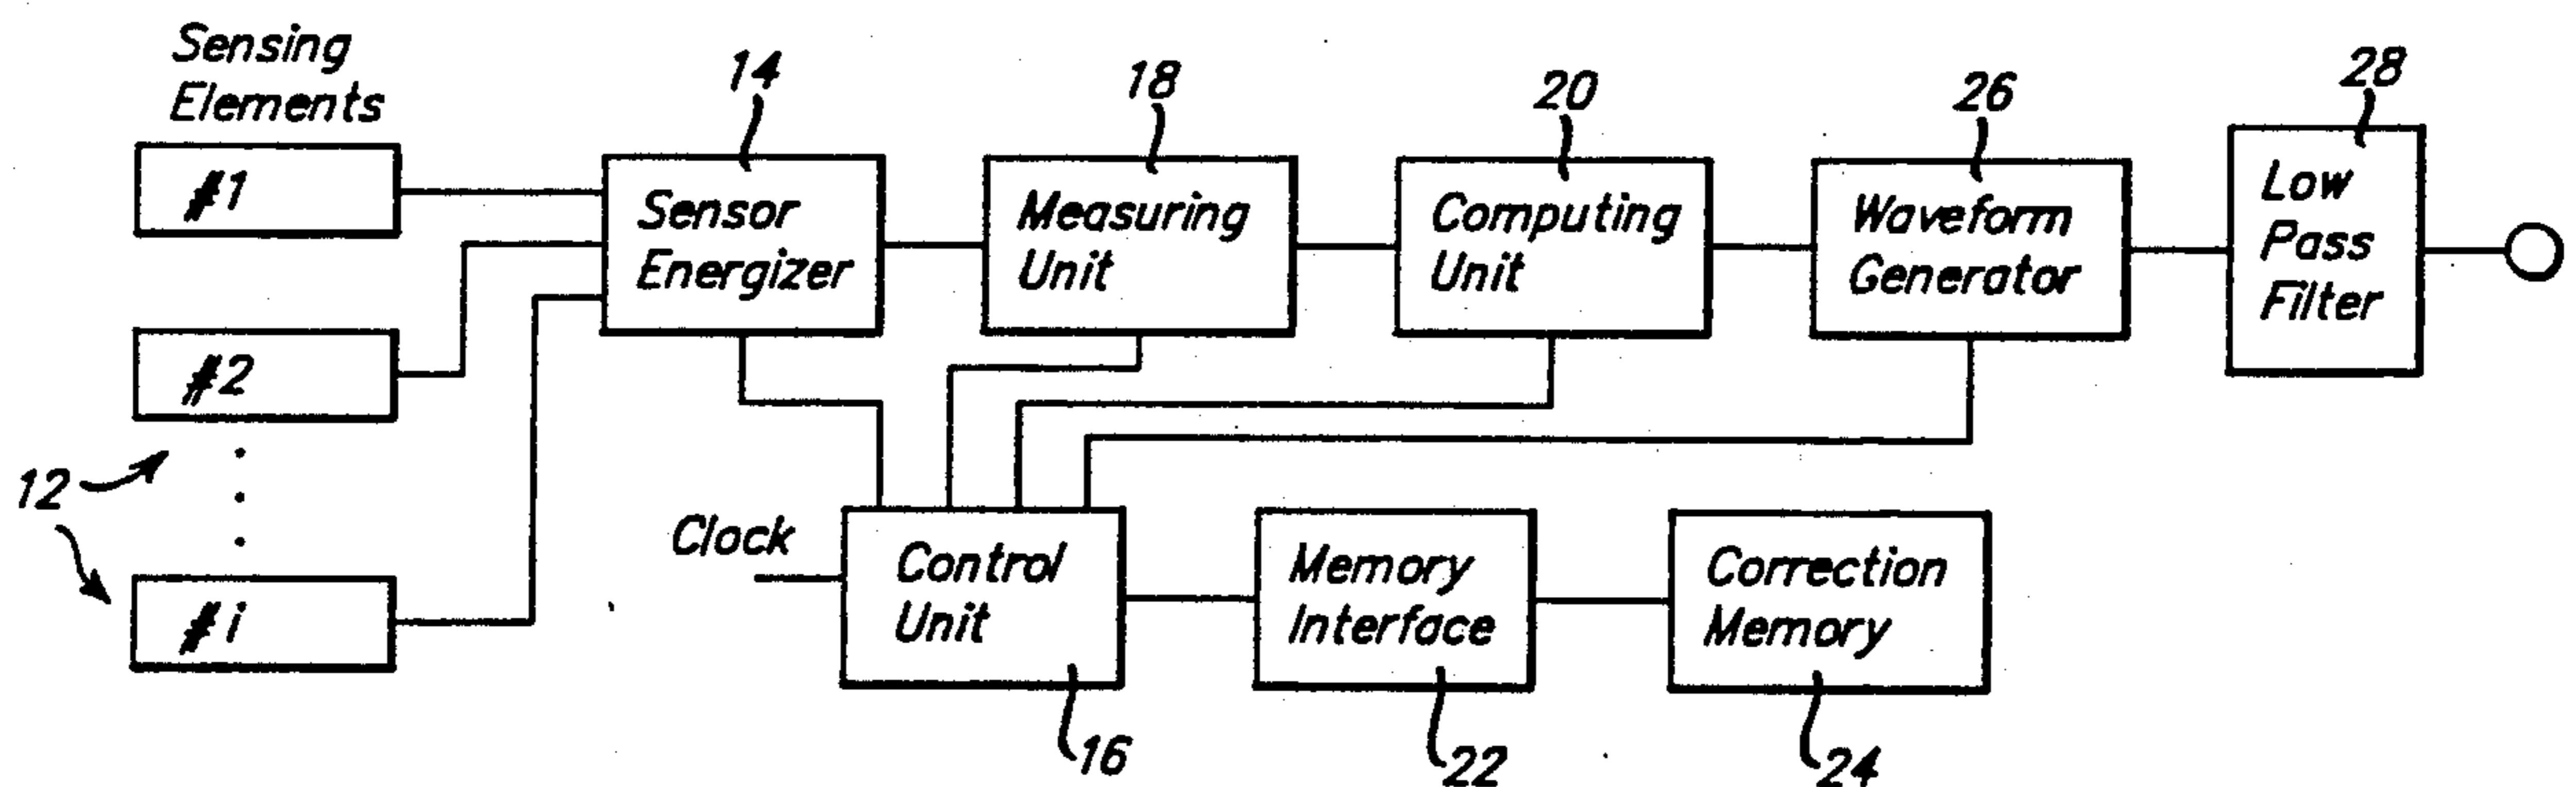 Sensing
Elements
14
18
20
26
28
#1
Sensor
Energizer
Measuring
Unit
Computing
Unit
Waveform
Generator
Low
Pass
Filter
#2
12
#i
Clock
Control
Unit
Memory
Interface
Correction
Memory
16
22
24